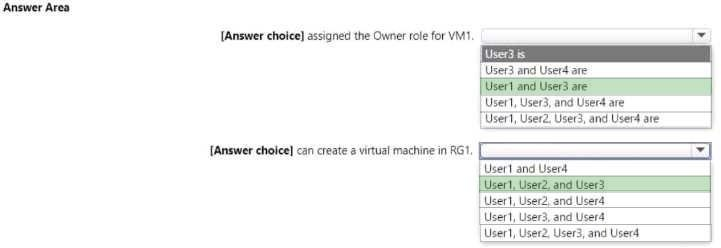 Answer Area
[Answer choice] assigned the Owner role for VM1.
User3 is
User3 and User4 are
User1 and User3 are
User1, User3, and User4 are
User1, User2, User3, and User4 are
[Answer choice] can create a virtual machine in RG1.
User1 and User4
User1, User2, and User3
User1, User2, and User4
User1, User3, and User4
User1, User2, User3, and User4